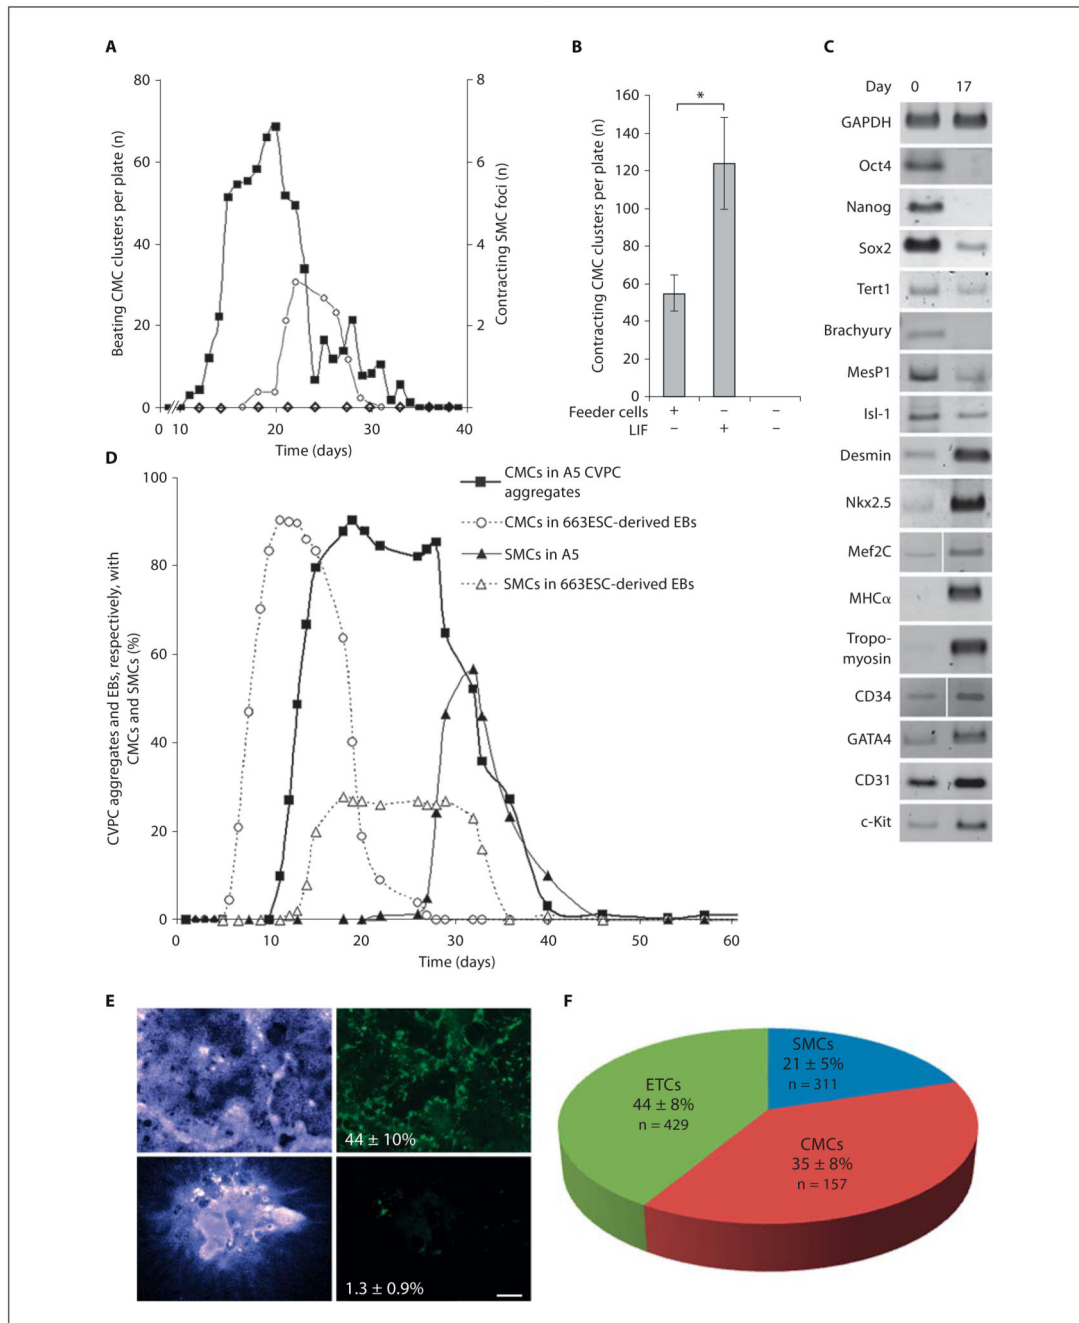 A
B
C
80
60
40
20
0
8
6
4
2
0 10 20 30 40
Beating CMC clusters per plate (n)
Contracting SMC foci (n)
Time (days)
160
140
120
100
80
60
40
20
0
*
Contracting CMC clusters per plate (n)
Feeder cells + – –
LIF – + –
Day 0 17
GAPDH
Oct4
Nanog
Sox2
Tert1
Brachyury
MesP1
Isl-1
Desmin
Nkx2.5
Mef2C
MHCα
Tropo-
myosin
CD34
GATA4
CD31
c-Kit
D
100
80
60
40
20
0
0 10 20 30 40 50 60
CVPC aggregates and EBs, respectively, with
CMCs and SMCs (%)
Time (days)
CMCs in A5 CVPC
aggregates
CMCs in 663ESC-derived EBs
SMCs in A5
SMCs in 663ESC-derived EBs
E
44 ± 10%
1.3 ± 0.9%
F
SMCs
21 ± 5%
n = 311
ETCs
44 ± 8%
n = 429
CMCs
35 ± 8%
n = 157